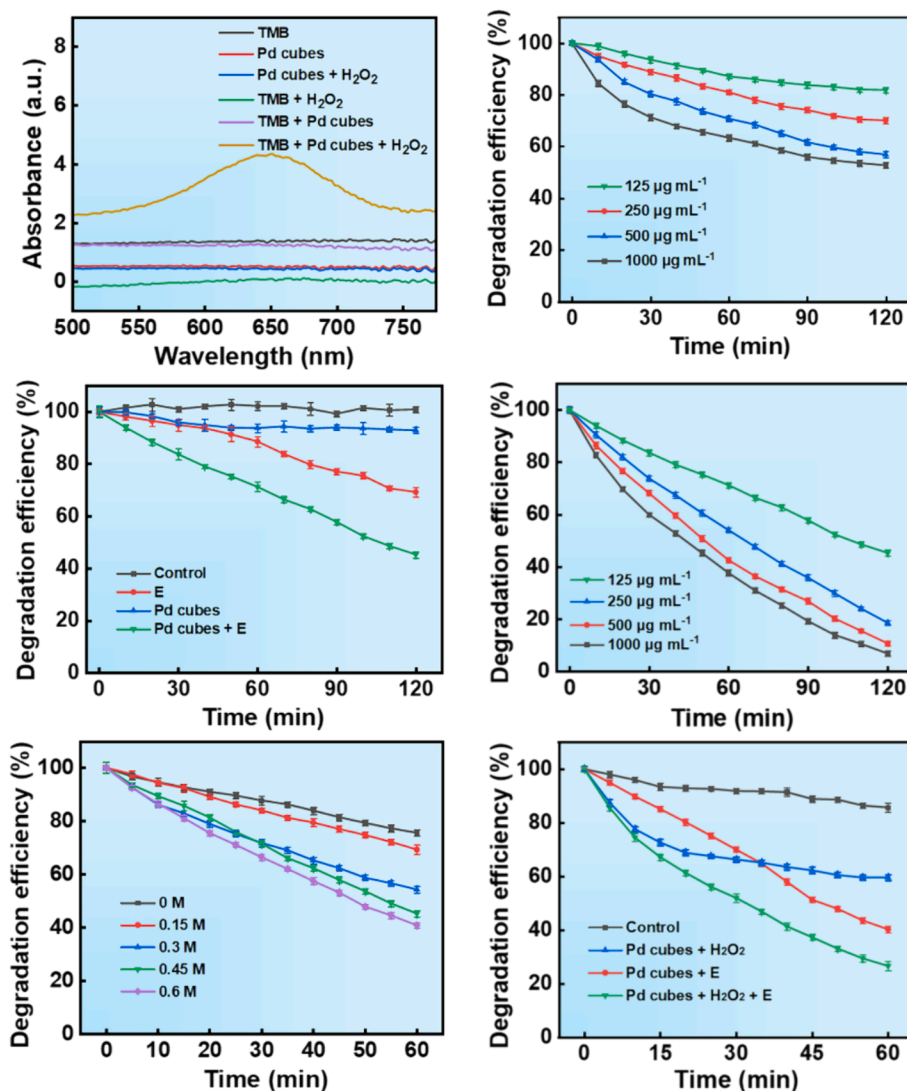 Absorbance (a.u.)
8
6
4
2
0
TMB
Pd cubes
Pd cubes + H₂O₂
TMB + H₂O₂
TMB + Pd cubes
TMB + Pd cubes + H₂O₂
500 550 600 650 700 750
Wavelength (nm)
Degradation efficiency (%)
100
80
60
40
20
0
125 µg mL⁻¹
250 µg mL⁻¹
500 µg mL⁻¹
1000 µg mL⁻¹
0 30 60 90 120
Time (min)
Degradation efficiency (%)
100
80
60
40
20
0
Control
E
Pd cubes
Pd cubes + E
0 30 60 90 120
Time (min)
Degradation efficiency (%)
100
80
60
40
20
0
125 µg mL⁻¹
250 µg mL⁻¹
500 µg mL⁻¹
1000 µg mL⁻¹
0 30 60 90 120
Time (min)
Degradation efficiency (%)
100
80
60
40
20
0
0 M
0.15 M
0.3 M
0.45 M
0.6 M
0 10 20 30 40 50 60
Time (min)
Degradation efficiency (%)
100
80
60
40
20
0
Control
Pd cubes + H₂O₂
Pd cubes + E
Pd cubes + H₂O₂ + E
0 15 30 45 60
Time (min)